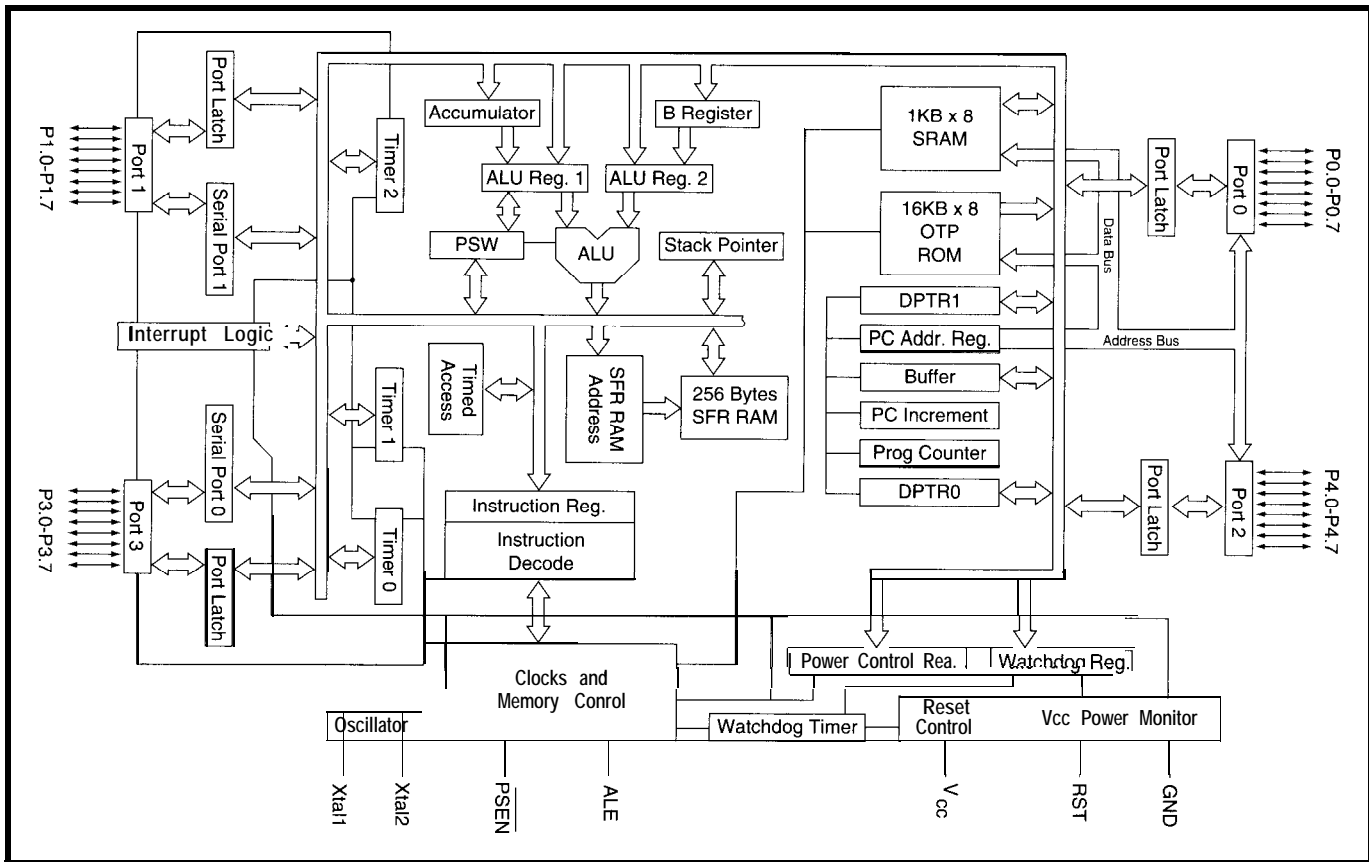 P1.0-P1.7
Port 1
Port Latch
Serial Port 1
Timer 2
Accumulator
B Register
ALU Reg. 1
ALU Reg. 2
PSW
ALU
Stack Pointer
1KB x 8
SRAM
16KB x 8
OTP
ROM
Port Latch
Port 0
P0.0-P0.7
Data Bus
Address Bus
DPTR1
PC Addr. Reg.
Buffer
PC Increment
Prog Counter
DPTR0
Interrupt Logic
Timed
Access
SFR RAM
Address
256 Bytes
SFR RAM
Timer 1
Timer 0
Serial Port 0
Port Latch
Port 3
P3.0-P3.7
Instruction Reg.
Instruction
Decode
Port Latch
Port 2
P4.0-P4.7
Power Control Rea.
Watchdog Reg.
Clocks and
Memory Conrol
Oscillator
Watchdog Timer
Reset
Control
Vcc Power Monitor
Xtal1
Xtal2
PSEN
ALE
Vcc
RST
GND